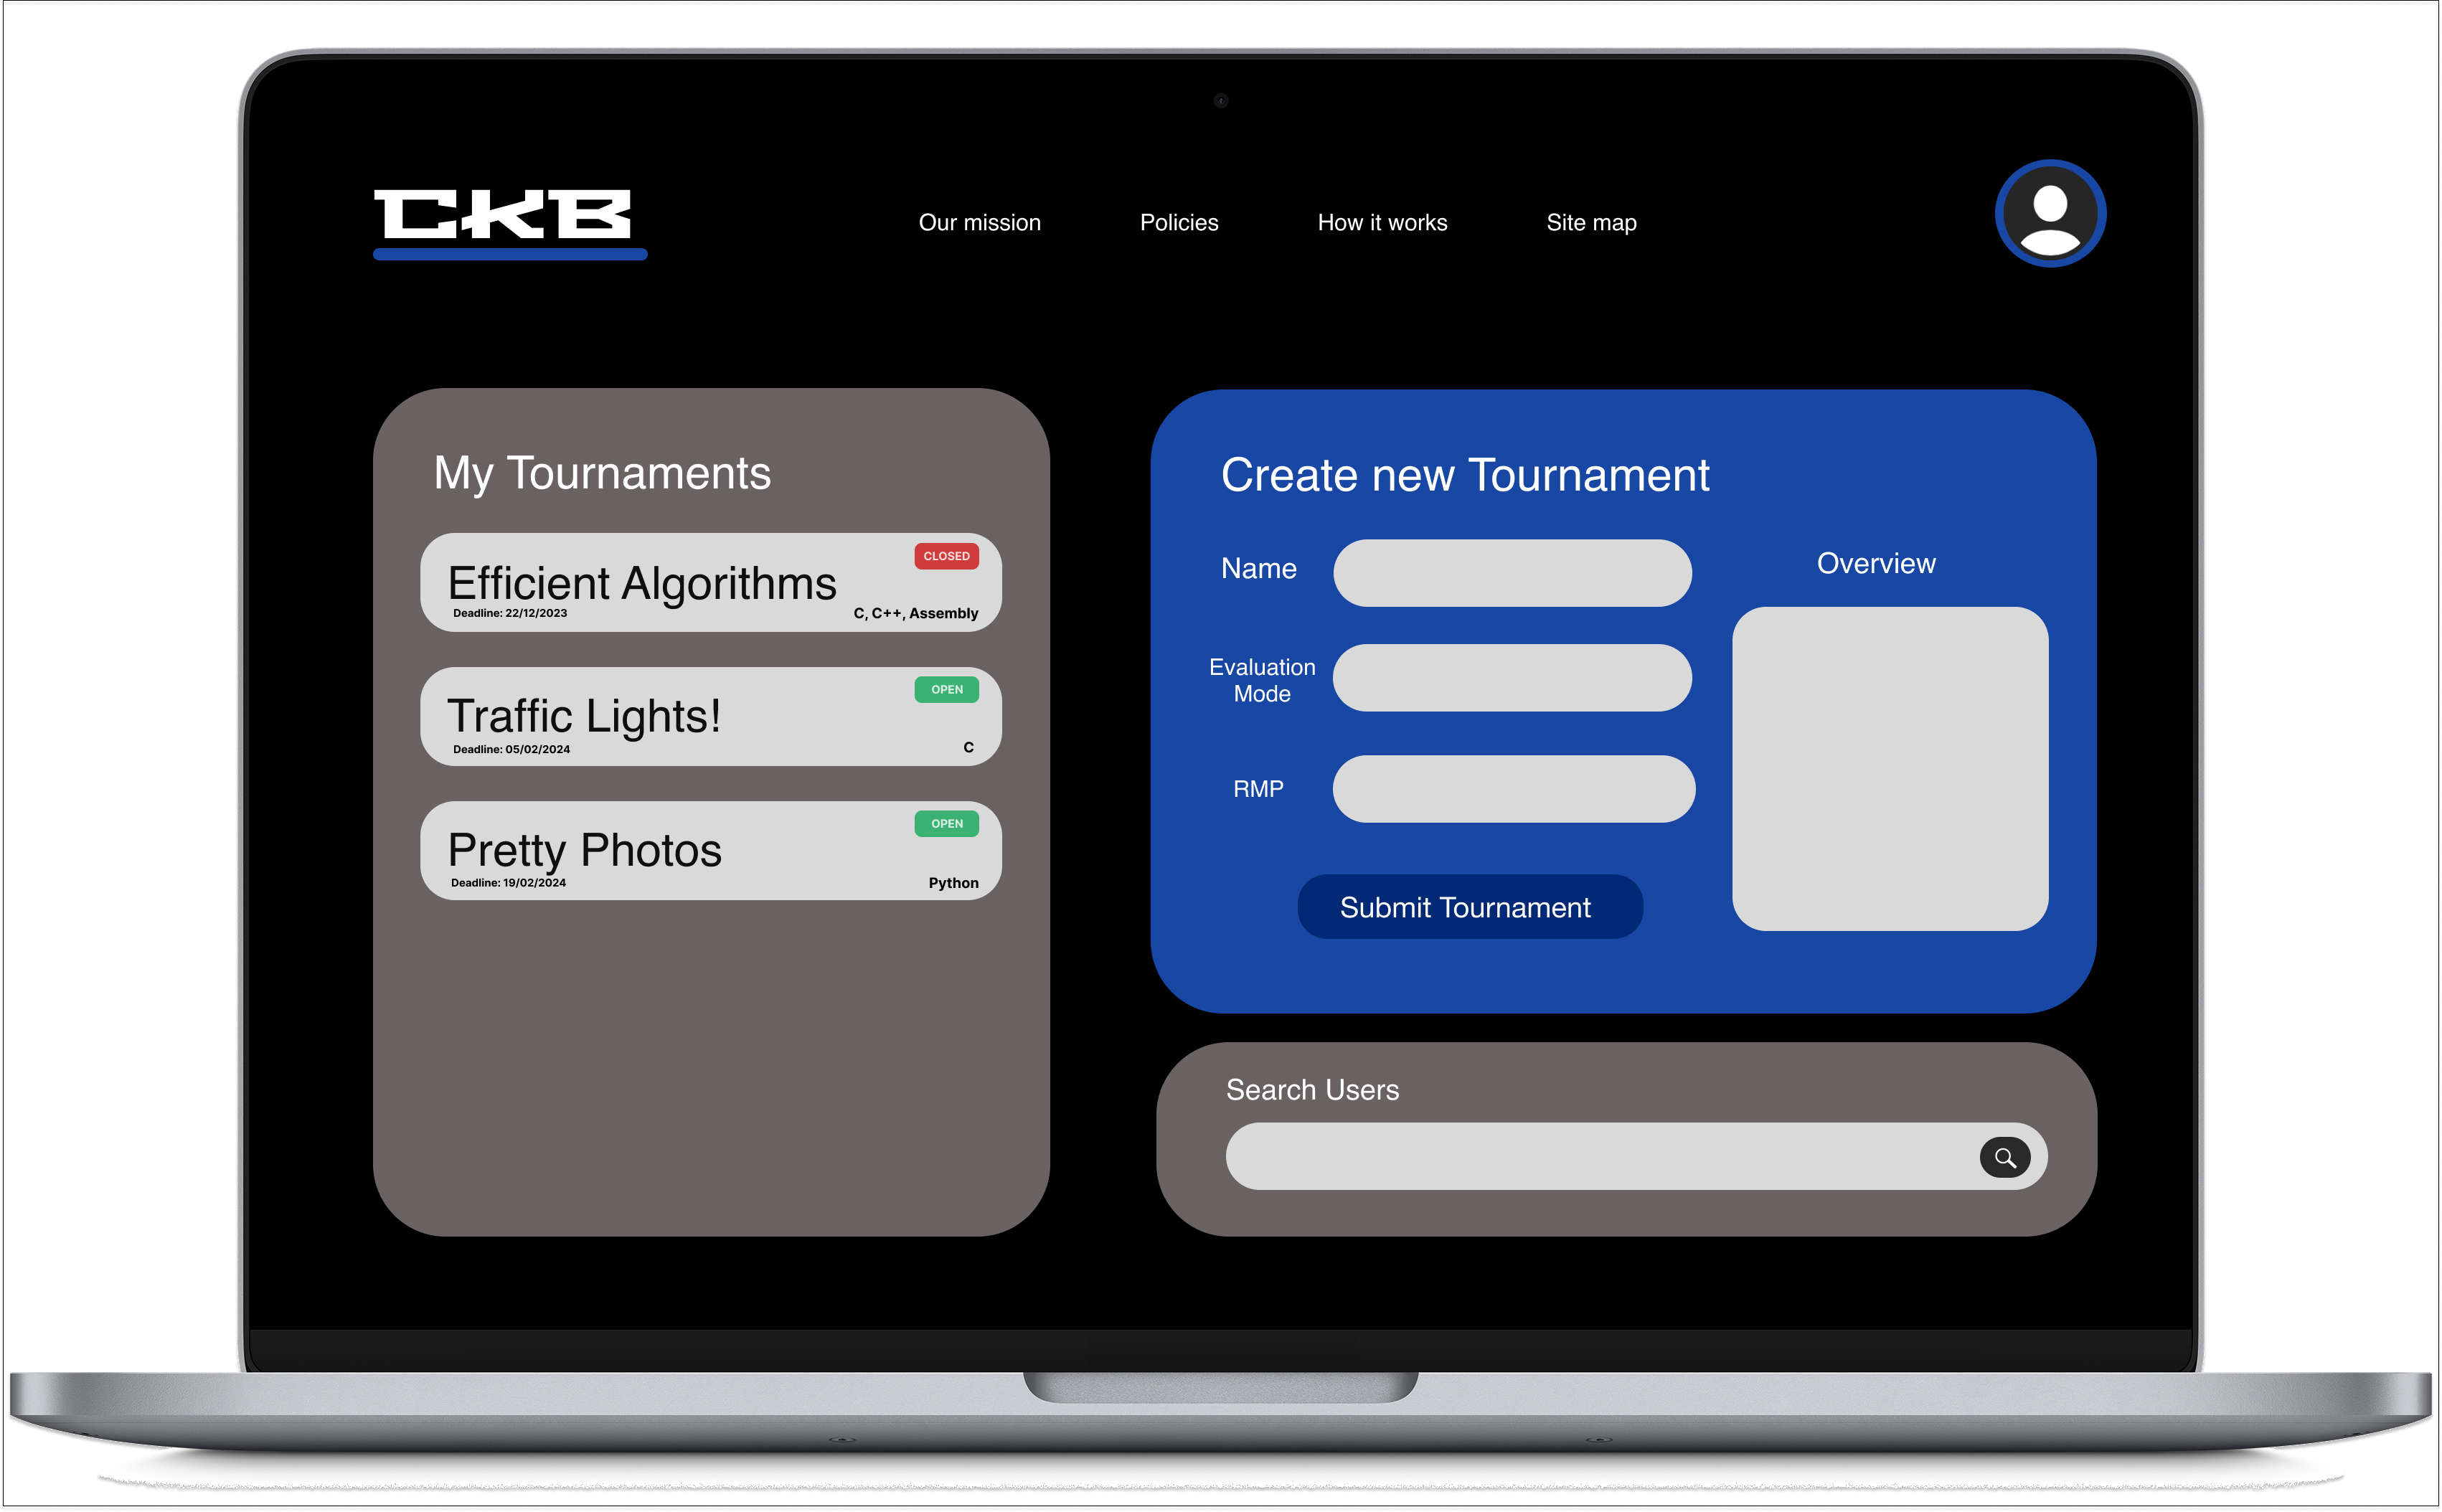 CKB
Our mission
Policies
How it works
Site map
My Tournaments
CLOSED
Efficient Algorithms
Deadline: 22/12/2023
C, C++, Assembly
OPEN
Traffic Lights!
Deadline: 05/02/2024
C
OPEN
Pretty Photos
Deadline: 19/02/2024
Python
Create new Tournament
Name
Evaluation
Mode
RMP
Overview
Submit Tournament
Search Users